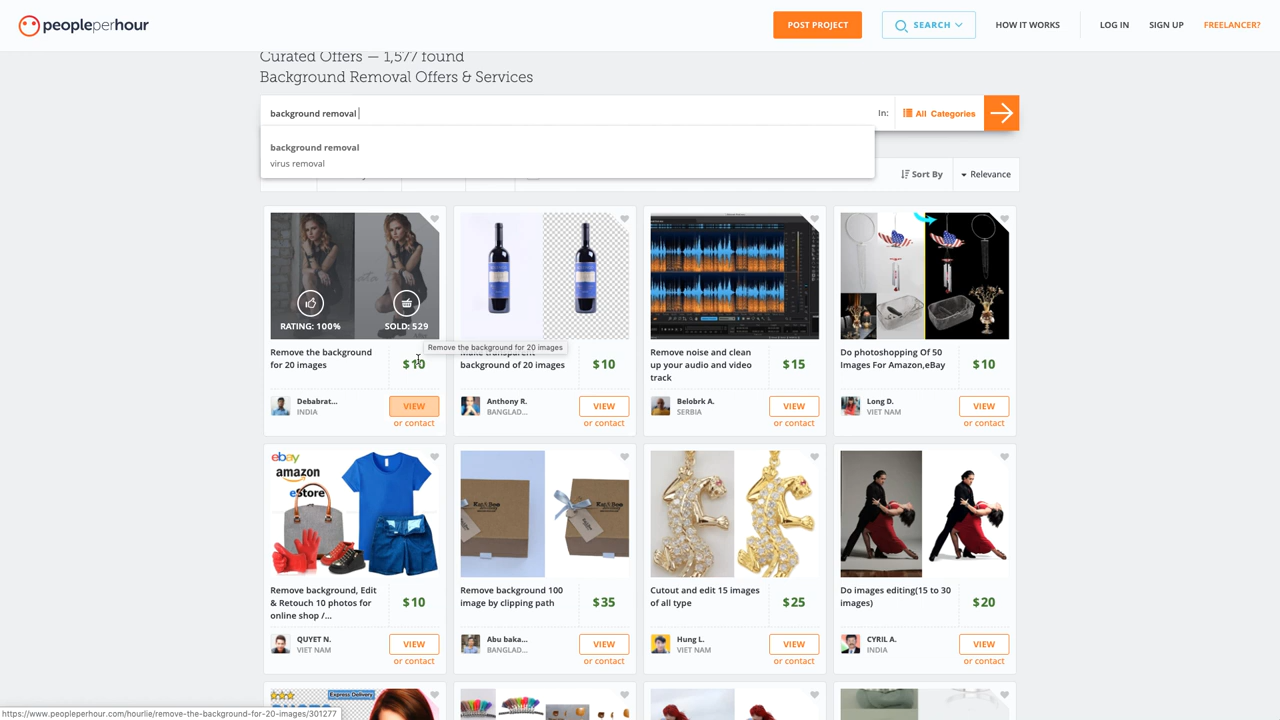 peopleperhour
POST PROJECT
SEARCH
HOW IT WORKS
LOG IN
SIGN UP
FREELANCER?
Curated Offers — 1,577 found
Background Removal Offers & Services
background removal
In:
All Categories
background removal
virus removal
Sort By
Relevance
RATING: 100%
SOLD: 529
Remove the background
for 20 images
$10
Remove the background for 20 images
background of 20 images
$10
Remove noise and clean
up your audio and video
track
$15
Do photoshopping Of 50
Images For Amazon,eBay
$10
Debabrat...
INDIA
VIEW
or contact
Anthony R.
BANGLAD...
VIEW
or contact
Belobrk A.
SERBIA
VIEW
or contact
Long D.
VIET NAM
VIEW
or contact
ebay
amazon
eStore
Remove background, Edit
& Retouch 10 photos for
online shop /...
$10
Remove background 100
image by clipping path
$35
Cutout and edit 15 images
of all type
$25
Do images editing(15 to 30
images)
$20
QUYET N.
VIET NAM
VIEW
or contact
Abu baka...
BANGLAD...
VIEW
or contact
Hung L.
VIET NAM
VIEW
or contact
CYRIL A.
INDIA
VIEW
or contact
Express Delivery
https://www.peopleperhour.com/hourlie/remove-the-background-for-20-images/301277